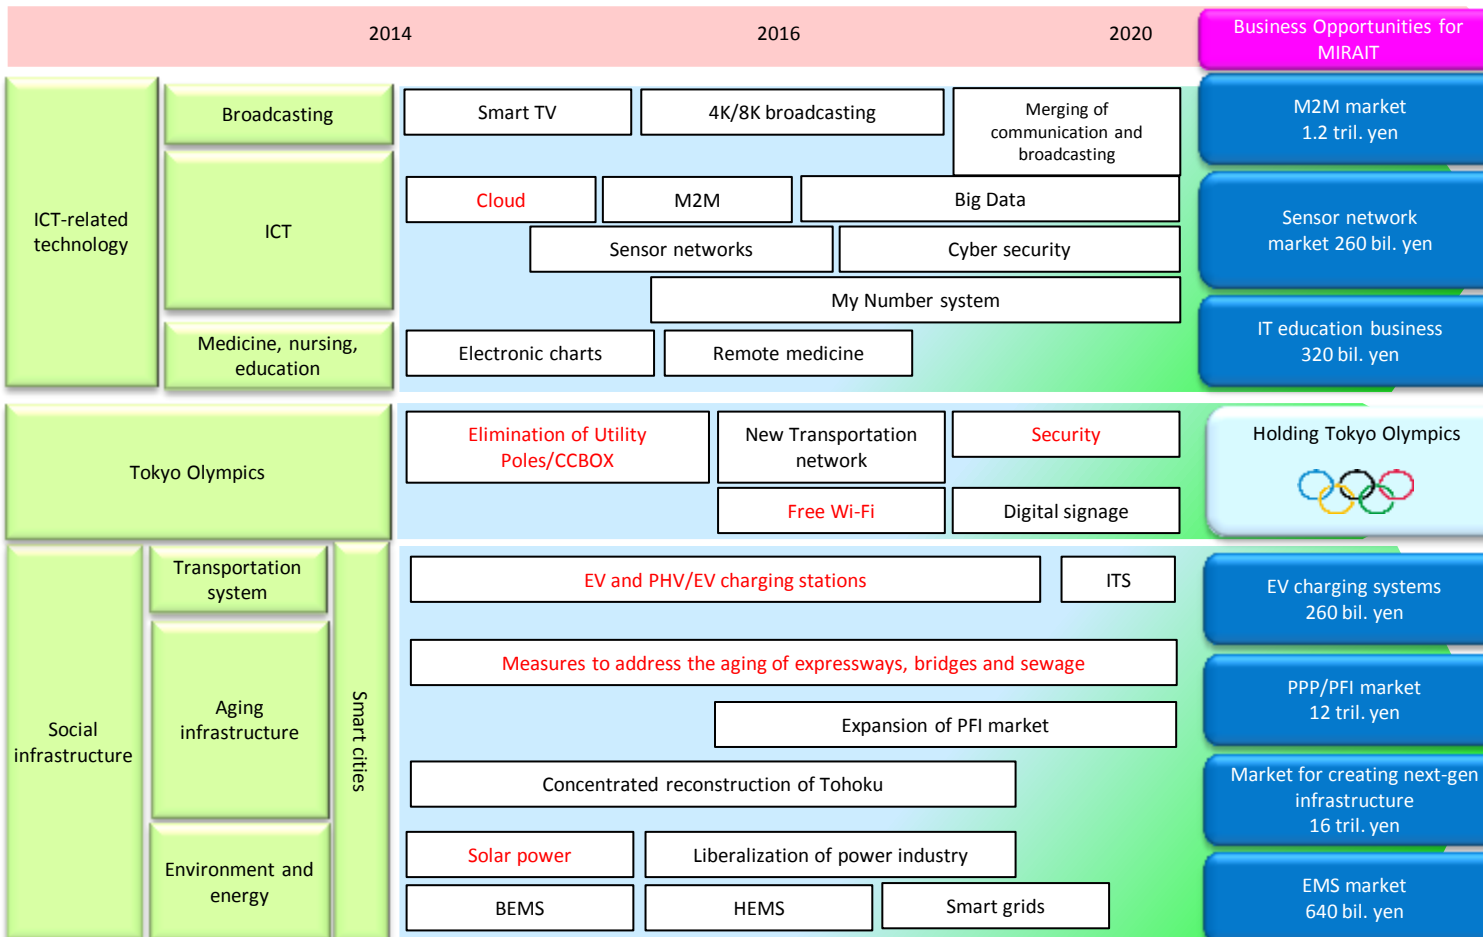 2014
2016
2020
Business Opportunities for
MIRAIT
ICT-related
technology
Broadcasting
Smart TV
4K/8K broadcasting
Merging of
communication and
broadcasting
M2M market
1.2 tril. yen
ICT
Cloud
M2M
Big Data
Sensor networks
Cyber security
My Number system
Sensor network
market 260 bil. yen
Medicine, nursing,
education
Electronic charts
Remote medicine
IT education business
320 bil. yen
Tokyo Olympics
Elimination of Utility
Poles/CCBOX
New Transportation
network
Security
Free Wi-Fi
Digital signage
Holding Tokyo Olympics
Social
infrastructure
Transportation
system
Smart cities
EV and PHV/EV charging stations
ITS
EV charging systems
260 bil. yen
Aging
infrastructure
Measures to address the aging of expressways, bridges and sewage
Expansion of PFI market
PPP/PFI market
12 tril. yen
Concentrated reconstruction of Tohoku
Market for creating next-gen
infrastructure
16 tril. yen
Environment and
energy
Solar power
Liberalization of power industry
BEMS
HEMS
Smart grids
EMS market
640 bil. yen